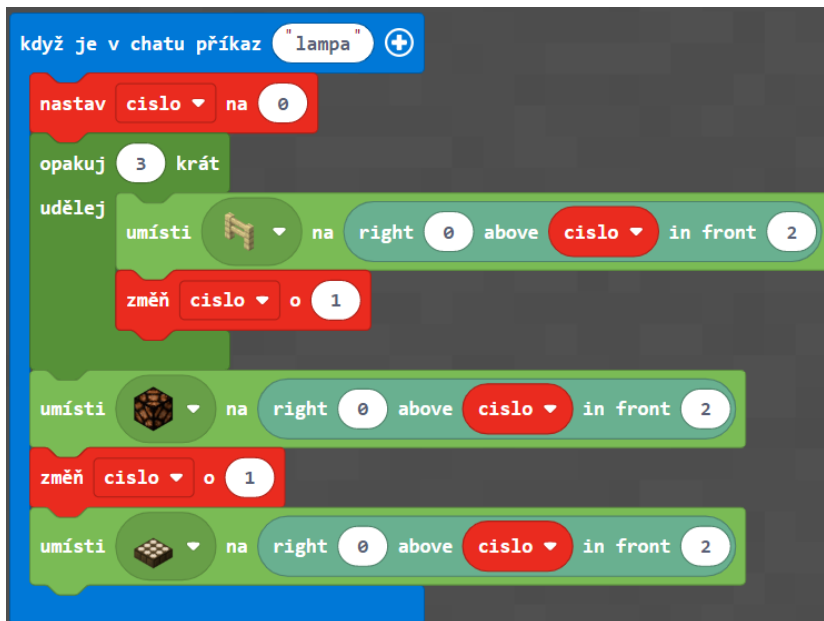 když je v chatu příkaz "lampa"
nastav cislo na 0
opakuj 3 krát
udělej
umísti na right 0 above cislo in front 2
změň cislo o 1
umísti na right 0 above cislo in front 2
změň cislo o 1
umísti na right 0 above cislo in front 2